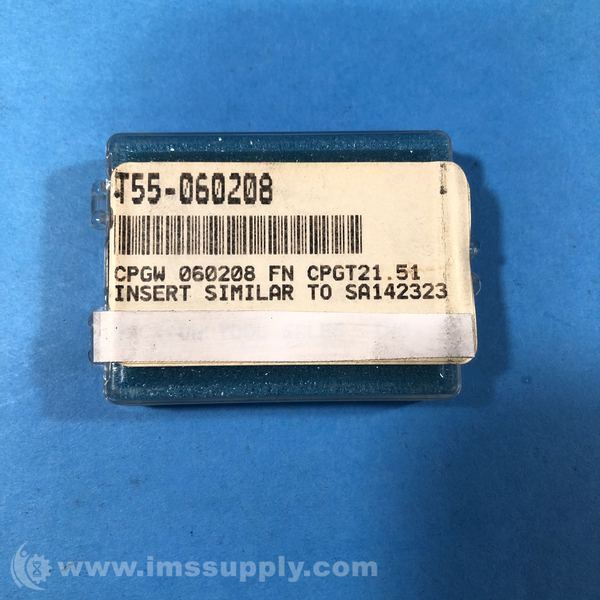 T55-060208
CPGW 060208 FN CPGT21.51
INSERT SIMILAR TO SA142323
www.imssupply.com